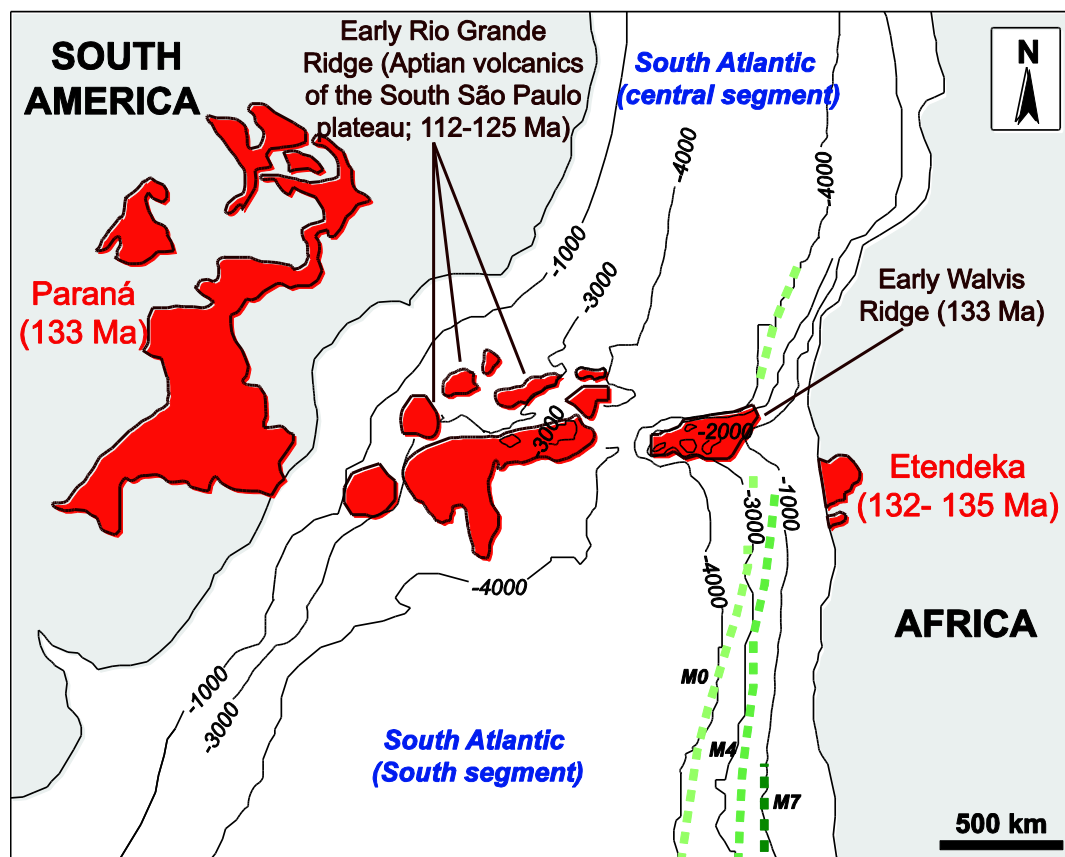 SOUTH
AMERICA
Early Rio Grande
Ridge (Aptian volcanics
of the South São Paulo
plateau; 112-125 Ma)
South Atlantic
(central segment)
N
-4000
-4000
-1000
-3000
Paraná
(133 Ma)
Early Walvis
Ridge (133 Ma)
-3000
-2000
Etendeka
(132- 135 Ma)
-1000
-3000
-4000
-4000
AFRICA
M0
-1000
-3000
South Atlantic
(South segment)
M4
M7
500 km